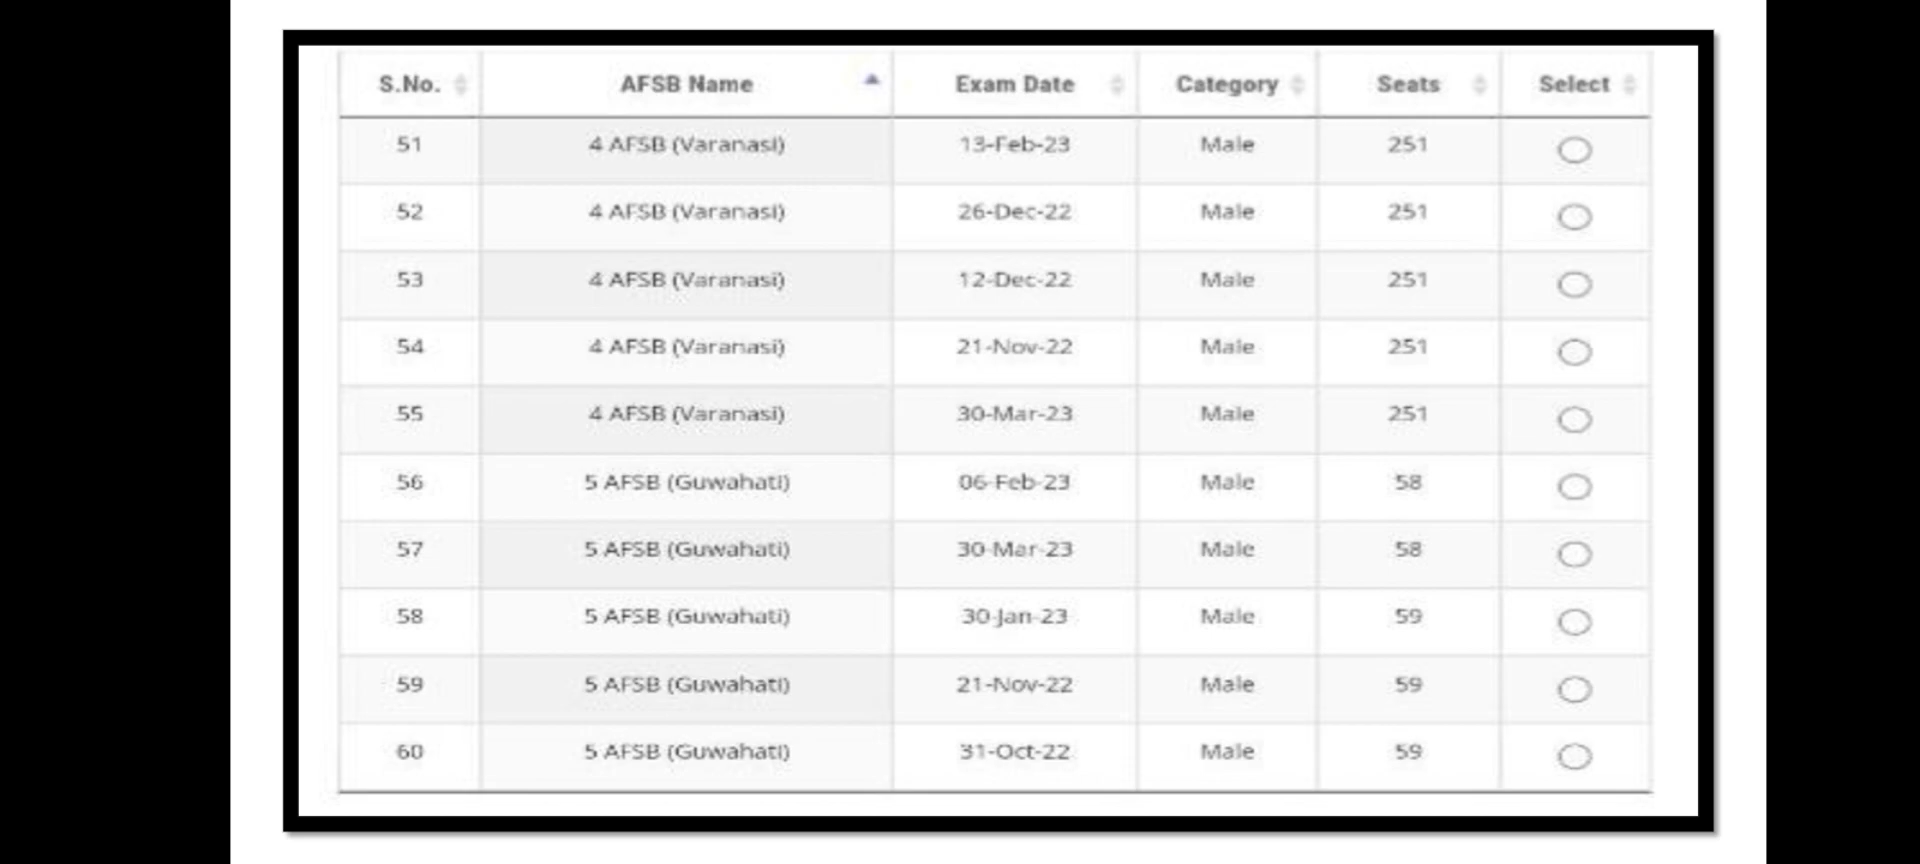 S.No. AFSB Name Exam Date Category Seats Select
51 4 AFSB (Varanasi) 13-Feb-23 Male 251
52 4 AFSB (Varanasi) 26-Dec-22 Male 251
53 4 AFSB (Varanasi) 12-Dec-22 Male 251
54 4 AFSB (Varanasi) 21-Nov-22 Male 251
55 4 AFSB (Varanasi) 30-Mar-23 Male 251
56 5 AFSB (Guwahati) 06-Feb-23 Male 58
57 5 AFSB (Guwahati) 30-Mar-23 Male 58
58 5 AFSB (Guwahati) 30-Jan-23 Male 59
59 5 AFSB (Guwahati) 21-Nov-22 Male 59
60 5 AFSB (Guwahati) 31-Oct-22 Male 59